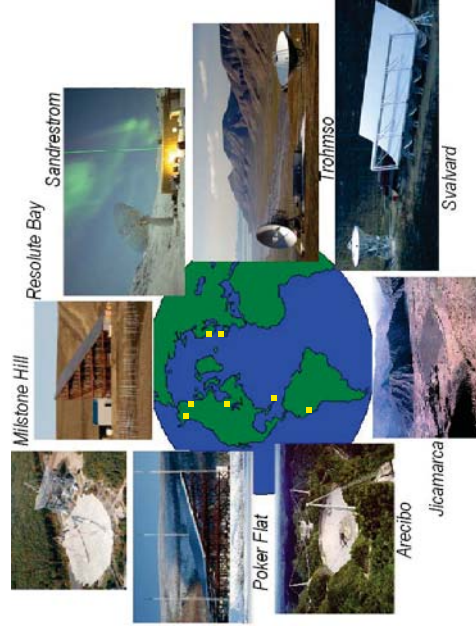 Milstone Hill
Resolute Bay
Sandrestrom
Poker Flat
Trohmso
Arecibo
Jicamarca
Svalvard